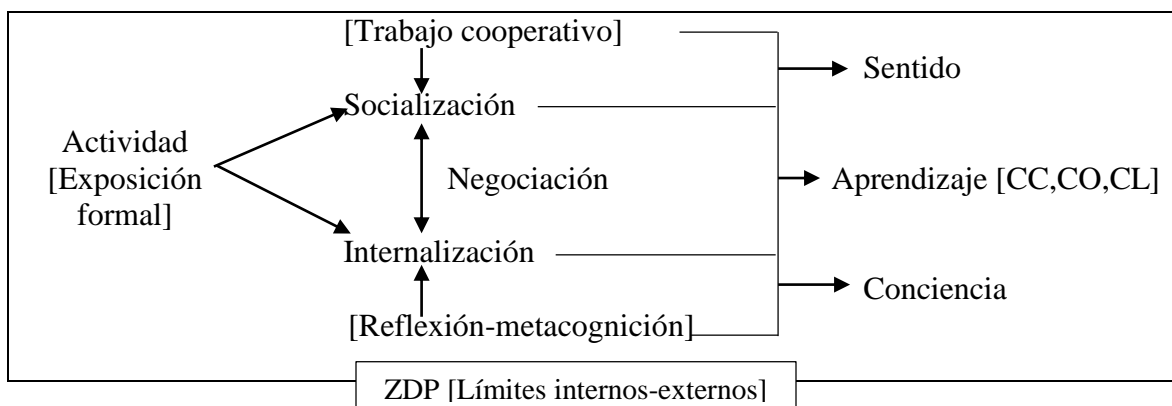 [Trabajo cooperativo]
Sentido
Socialización
Actividad
[Exposición
formal]
Negociación
Aprendizaje [CC,CO,CL]
Internalización
Conciencia
[Reflexión-metacognición]
ZDP [Límites internos-externos]